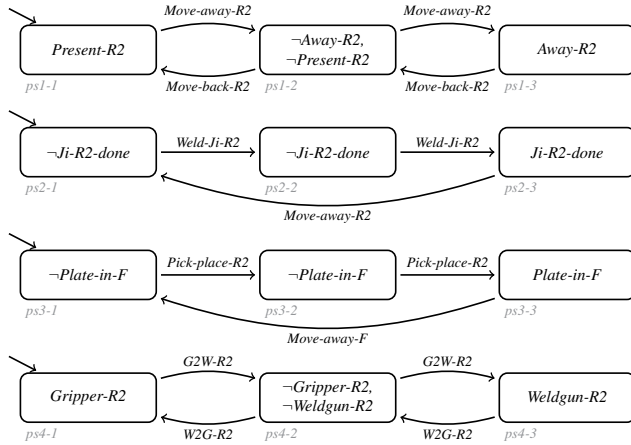 Move-away-R2 Move-away-R2
Present-R2 ¬Away-R2, ¬Present-R2 Away-R2
Move-back-R2 Move-back-R2
ps1-1 ps1-2 ps1-3
¬Ji-R2-done Weld-Ji-R2 ¬Ji-R2-done Weld-Ji-R2 Ji-R2-done
ps2-1 ps2-2 ps2-3
Move-away-R2
¬Plate-in-F Pick-place-R2 ¬Plate-in-F Pick-place-R2 Plate-in-F
ps3-1 ps3-2 ps3-3
Move-away-F
G2W-R2 G2W-R2
Gripper-R2 ¬Gripper-R2, ¬Weldgun-R2 Weldgun-R2
W2G-R2 W2G-R2
ps4-1 ps4-2 ps4-3